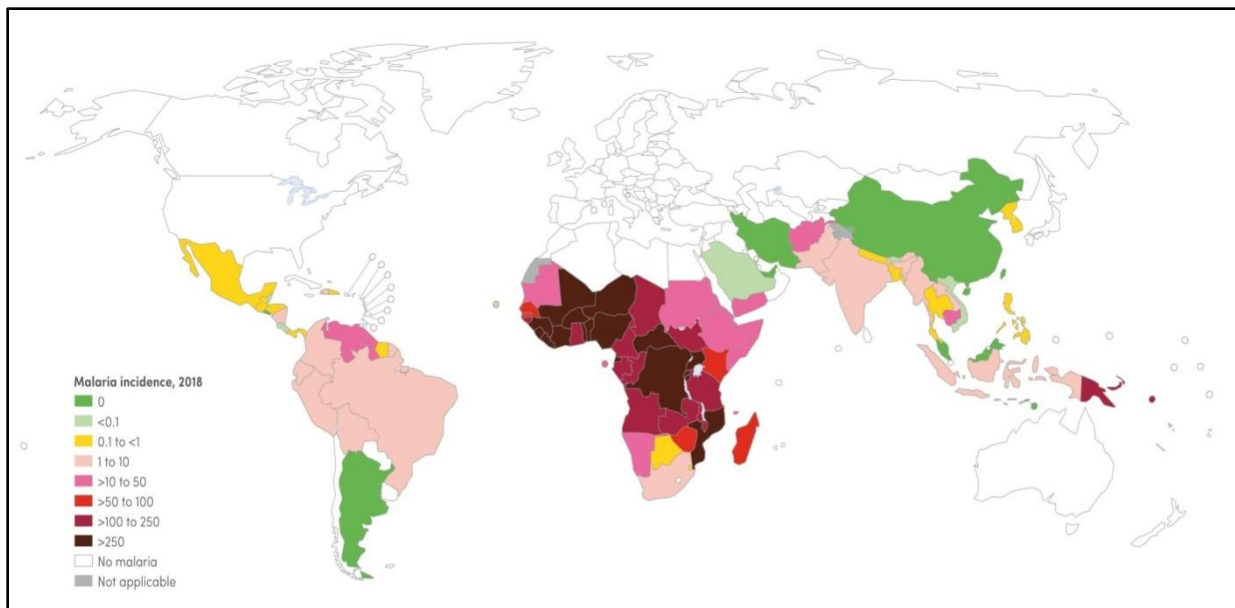 Malaria incidence, 2018
0
<0.1
0.1 to <1
1 to 10
>10 to 50
>50 to 100
>100 to 250
>250
No malaria
Not applicable